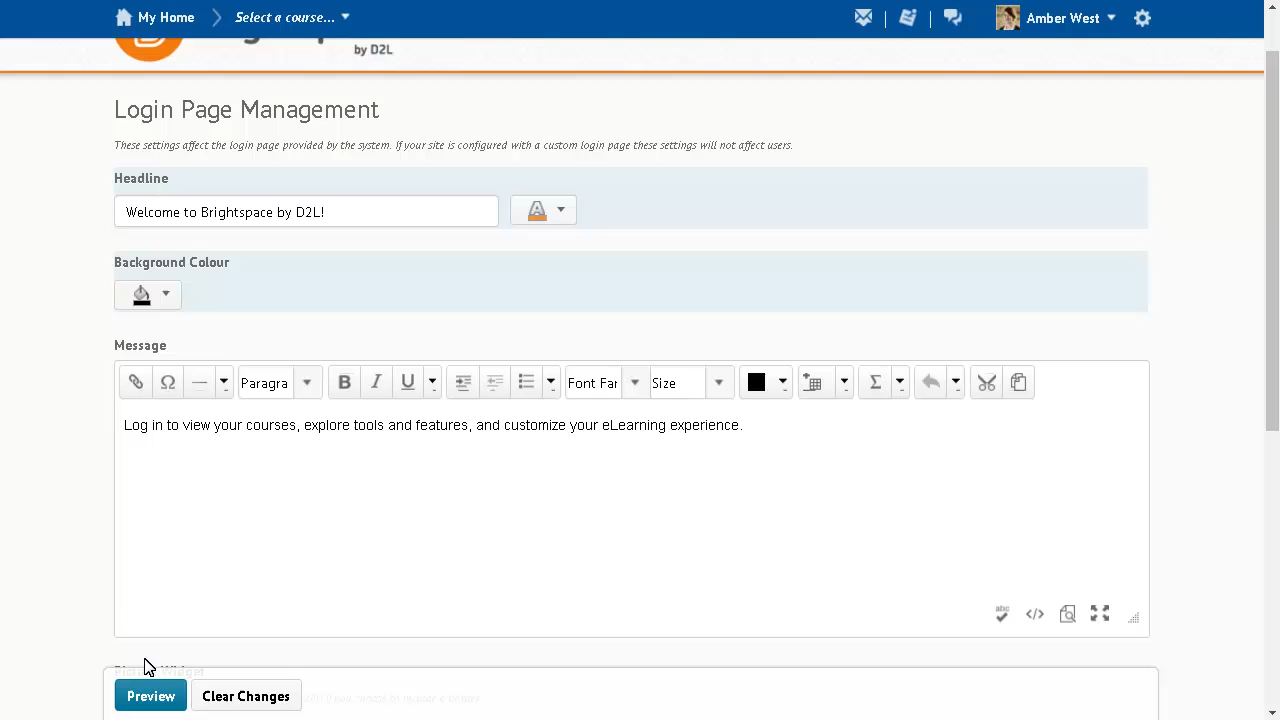 My Home Select a course... Amber West
by D2L
Login Page Management
These settings affect the login page provided by the system. If your site is configured with a custom login page these settings will not affect users.
Headline
Welcome to Brightspace by D2L!
Background Colour
Message
Paragra B I U Font Far Size Σ
Log in to view your courses, explore tools and features, and customize your eLearning experience.
abc </>
Preview Clear Changes